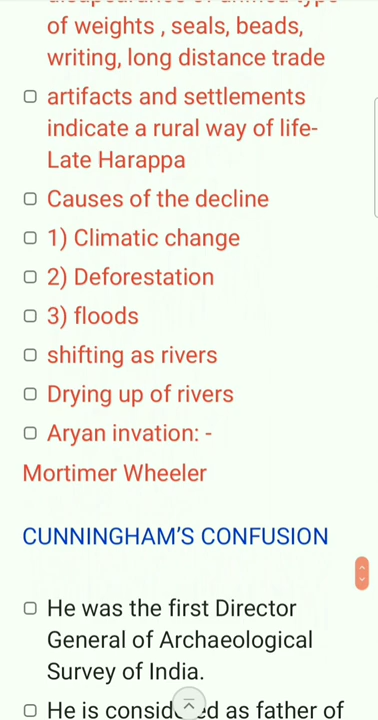 of weights , seals, beads,
writing, long distance trade
artifacts and settlements
indicate a rural way of life-
Late Harappa
Causes of the decline
1) Climatic change
2) Deforestation
3) floods
shifting as rivers
Drying up of rivers
Aryan invation: -
Mortimer Wheeler
CUNNINGHAM’S CONFUSION
He was the first Director
General of Archaeological
Survey of India.
He is as father of